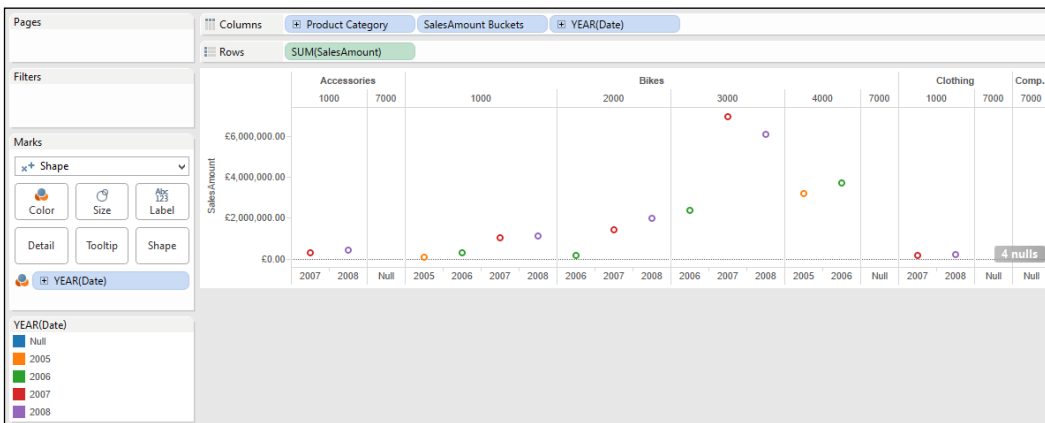 Pages
Columns
Product Category
SalesAmount Buckets
YEAR(Date)
Rows
SUM(SalesAmount)
Filters
Marks
Shape
Color
Size
Abc
123
Label
Detail
Tooltip
Shape
YEAR(Date)
YEAR(Date)
Null
2005
2006
2007
2008
Accessories Bikes Clothing Comp.
1000 7000 1000 2000 3000 4000 7000 1000 7000 7000
SalesAmount
£6,000,000.00
£4,000,000.00
£2,000,000.00
£0.00
4 nulls
2007 2008 Null 2005 2006 2007 2008 2006 2007 2008 2006 2007 2008 2005 2006 Null 2007 2008 Null Null